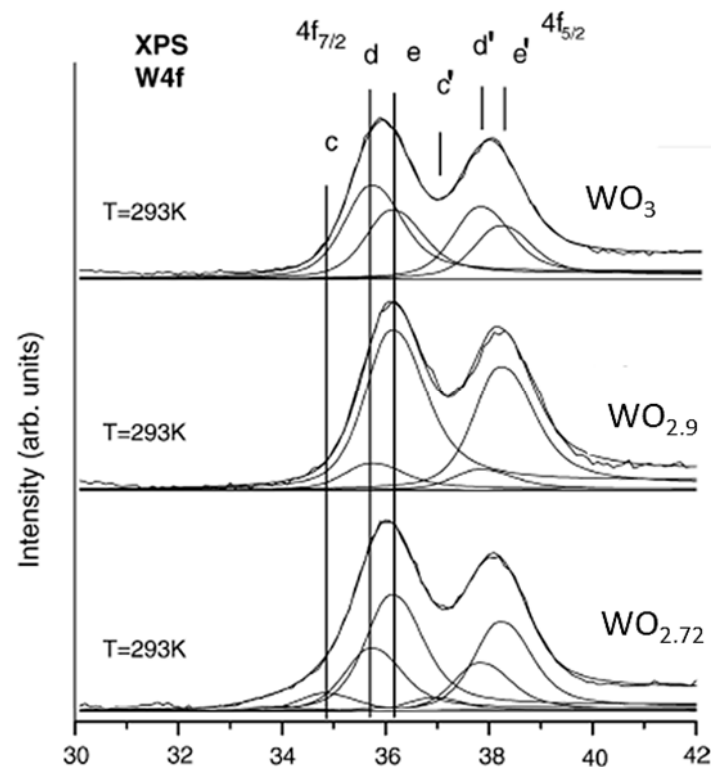 XPS
W4f
4f7/2
d
e
c'
d'
e'
4f5/2
c
T=293K
WO3
T=293K
WO2.9
T=293K
WO2.72
Intensity (arb. units)
30 32 34 36 38 40 42